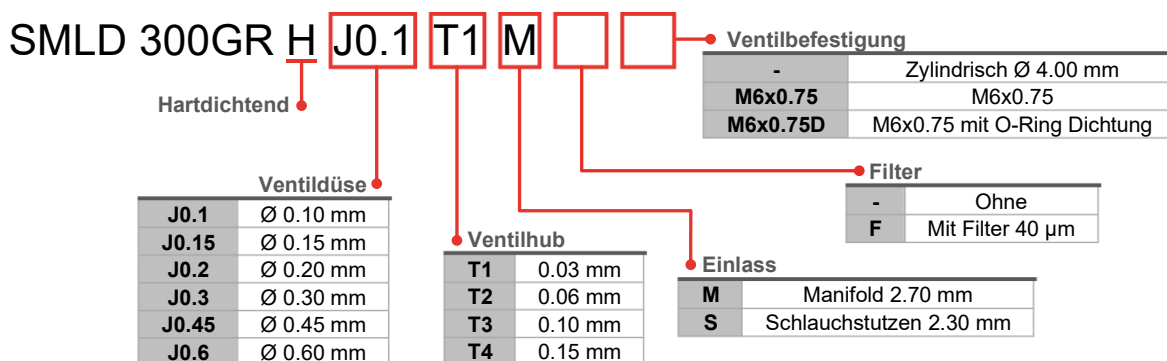 SMLD 300GR H J0.1 T1 M
Ventilbefestigung
- Zylindrisch Ø 4.00 mm
M6x0.75 M6x0.75
M6x0.75D M6x0.75 mit O-Ring Dichtung
Hartdichtend
Filter
- Ohne
F Mit Filter 40 µm
Ventildüse
J0.1 Ø 0.10 mm
J0.15 Ø 0.15 mm
J0.2 Ø 0.20 mm
J0.3 Ø 0.30 mm
J0.45 Ø 0.45 mm
J0.6 Ø 0.60 mm
Ventilhub
T1 0.03 mm
T2 0.06 mm
T3 0.10 mm
T4 0.15 mm
Einlass
M Manifold 2.70 mm
S Schlauchstutzen 2.30 mm